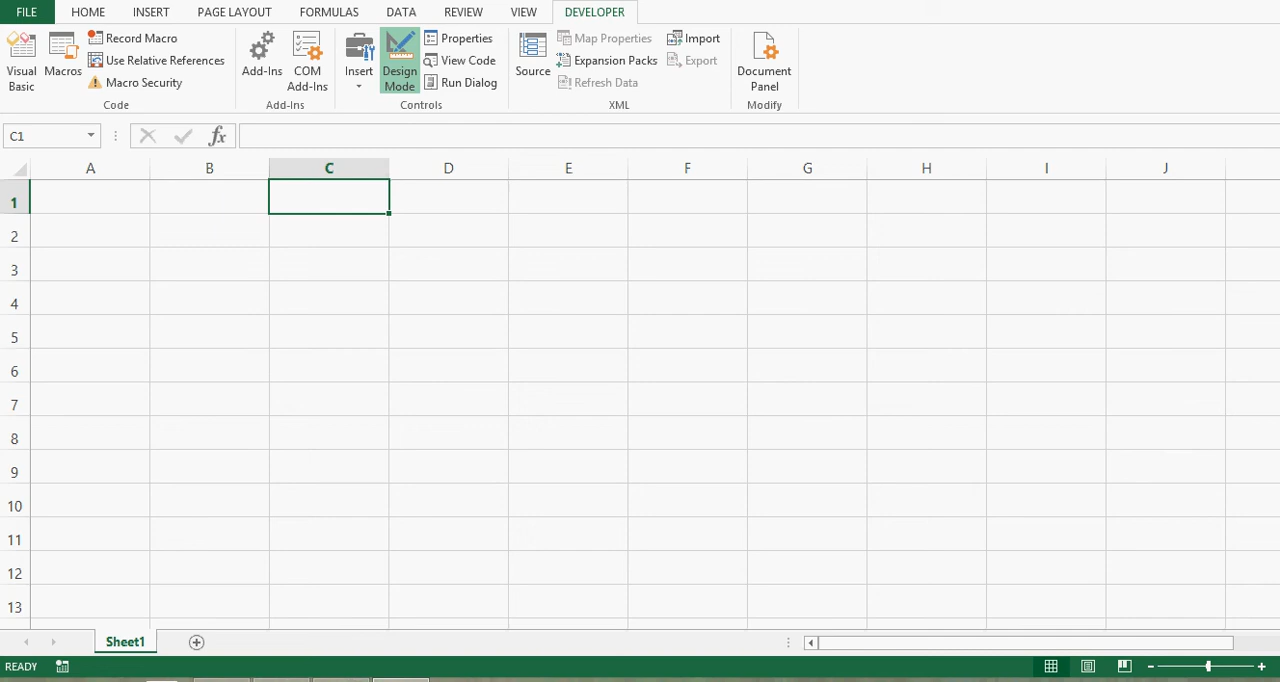 FILE HOME INSERT PAGE LAYOUT FORMULAS DATA REVIEW VIEW DEVELOPER
Visual Basic
Macros
Record Macro
Use Relative References
Macro Security
Code
Add-Ins
COM Add-Ins
Add-Ins
Insert
Design Mode
Properties
View Code
Run Dialog
Controls
Source
Map Properties
Expansion Packs
Refresh Data
Import
Export
XML
Document Panel
Modify
C1 fx
A B C D E F G H I J
1
2
3
4
5
6
7
8
9
10
11
12
13
Sheet1
READY